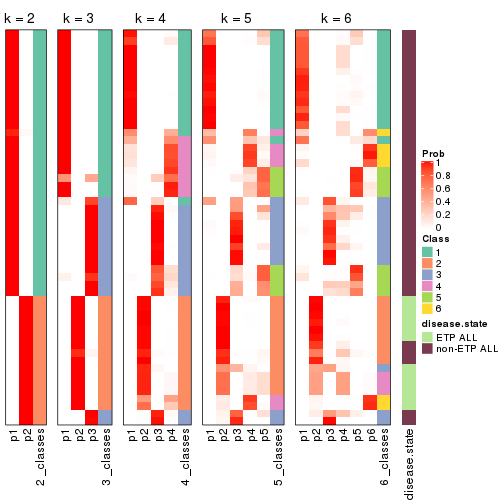 k = 2 k = 3 k = 4 k = 5 k = 6
Prob
1
0.8
0.6
0.4
0.2
0
Class
1
2
3
4
5
6
disease.state
ETP ALL
non-ETP ALL
p1 p2 2_classes p1 p2 p3 3_classes p1 p2 p3 p4 4_classes p1 p2 p3 p4 p5 5_classes p1 p2 p3 p4 p5 p6 6_classes disease.state